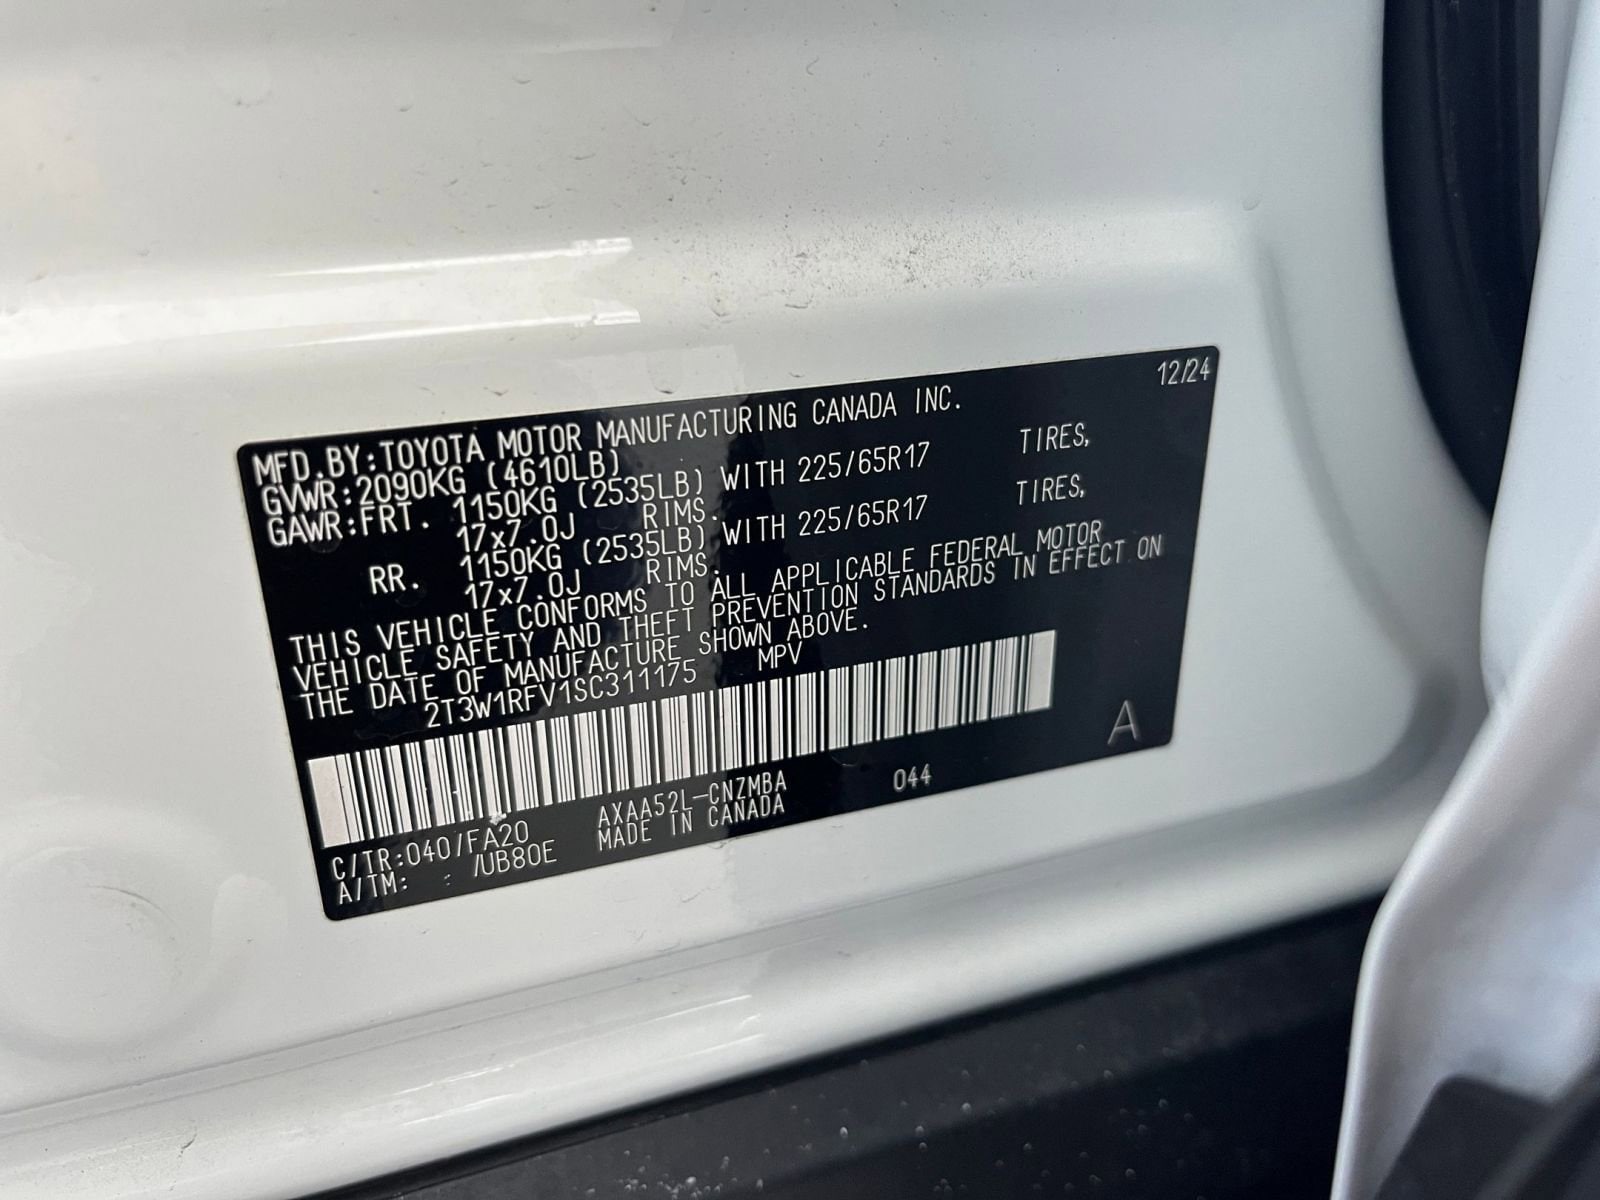 12/24
MFD.BY:TOYOTA MOTOR MANUFACTURING CANADA INC.
GVWR:2090KG (4610LB)
GAWR:FRT. 1150KG (2535LB) WITH 225/65R17 TIRES,
17x7.0J RIMS.
RR. 1150KG (2535LB) WITH 225/65R17 TIRES,
17x7.0J RIMS.
THIS VEHICLE CONFORMS TO ALL APPLICABLE FEDERAL MOTOR
VEHICLE SAFETY AND THEFT PREVENTION STANDARDS IN EFFECT ON
THE DATE OF MANUFACTURE SHOWN ABOVE.
2T3W1RFV1SC311175 MPV
A
C/TR:040/FA20 AXAA52L-CNZMBA 044
A/TM: /UB80E MADE IN CANADA